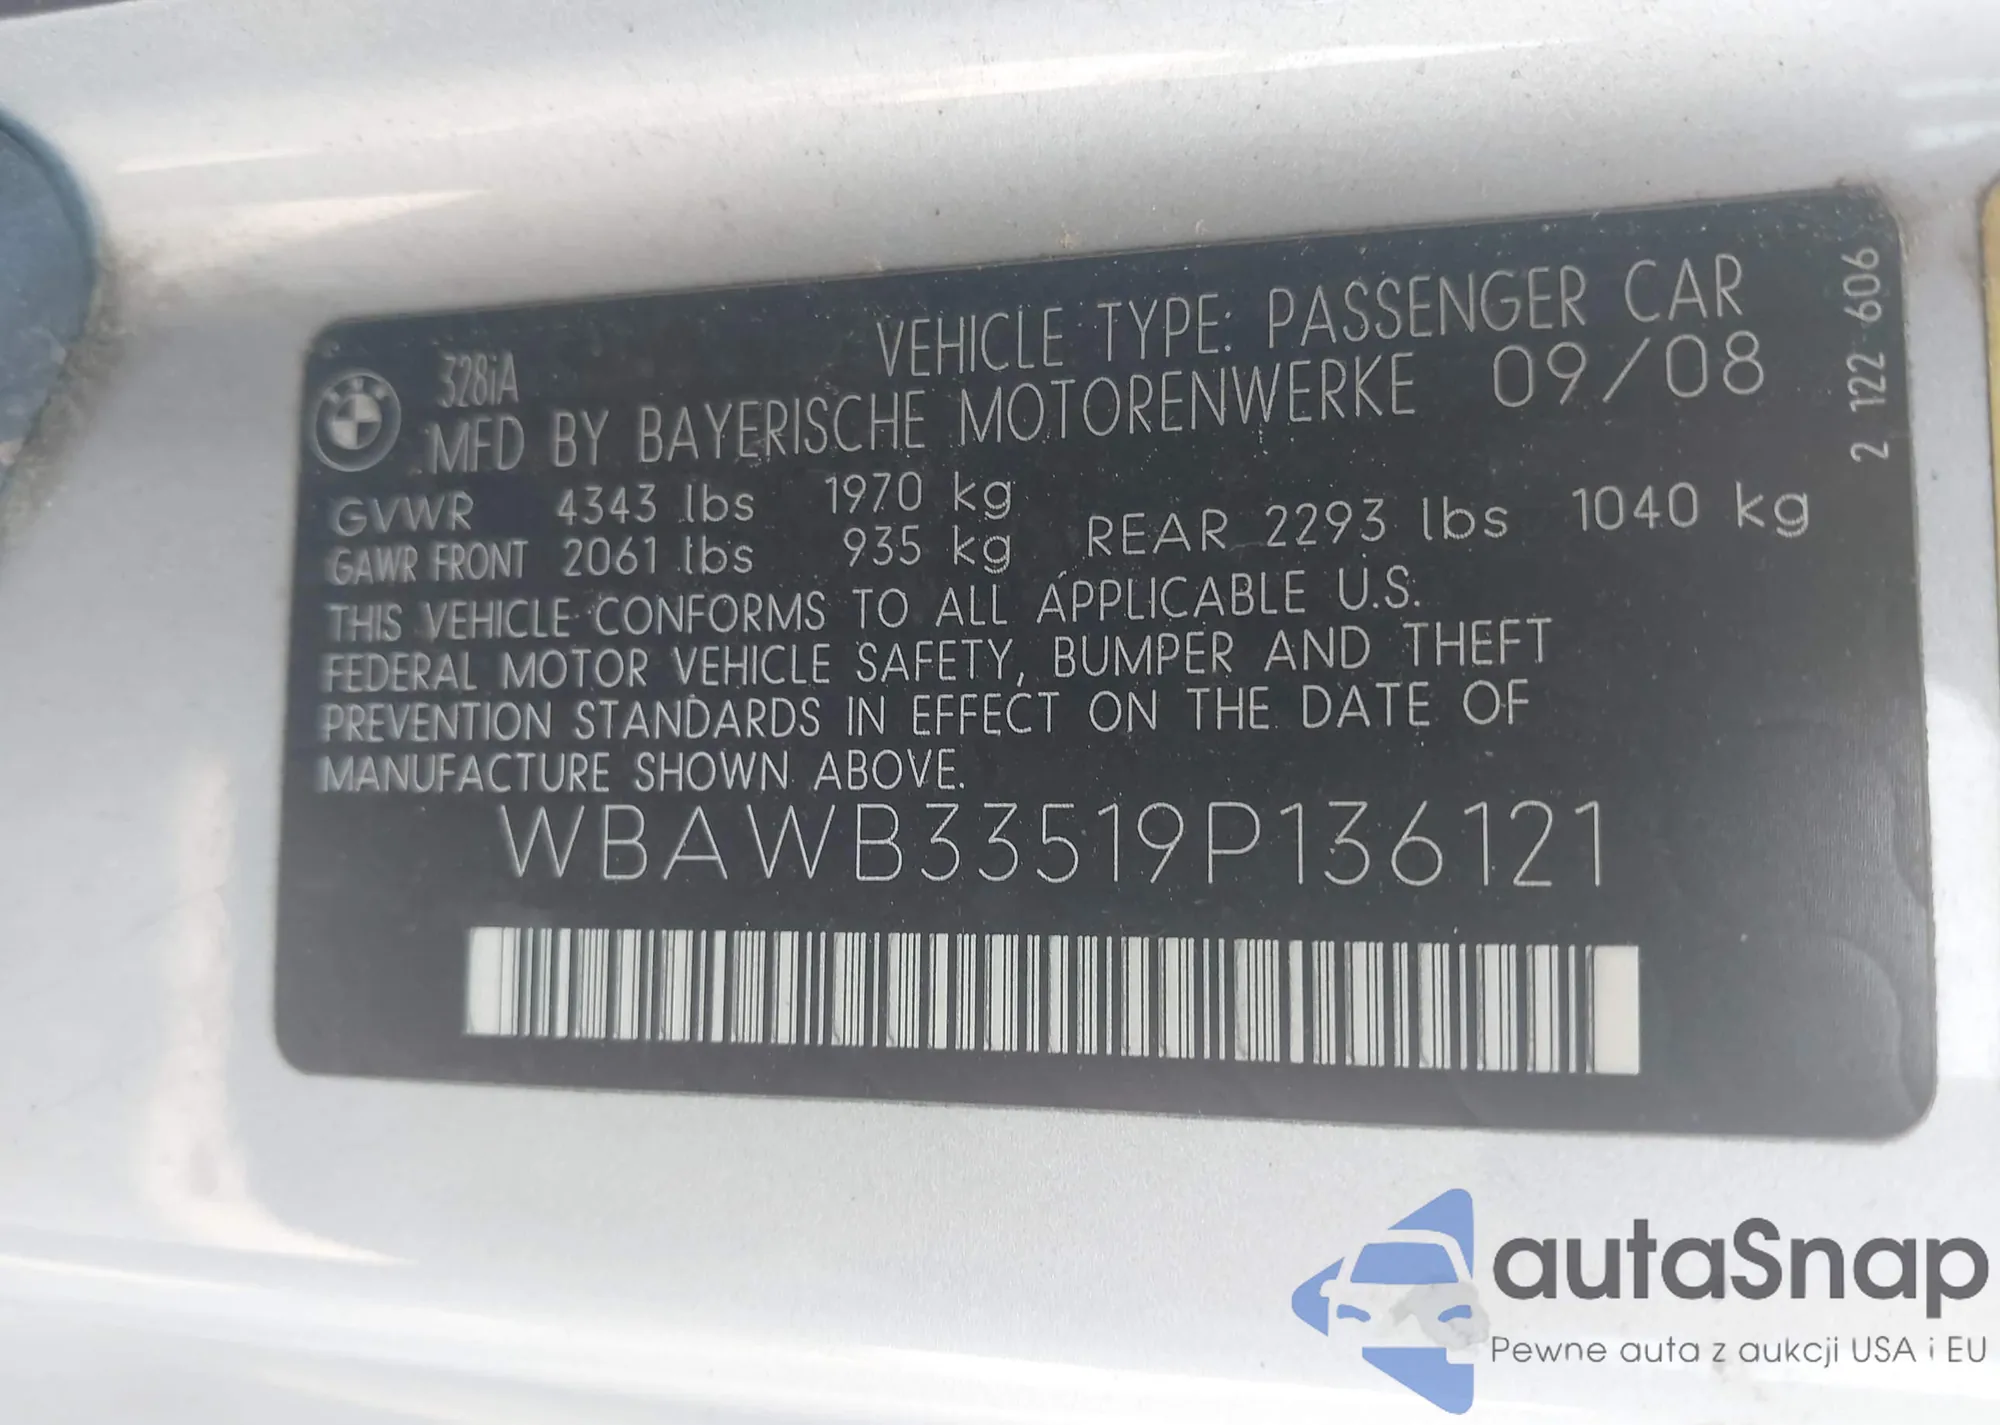 328iA
VEHICLE TYPE: PASSENGER CAR
MFD BY BAYERISCHE MOTORENWERKE 09/08
GVWR 4343 lbs 1970 kg
GAWR FRONT 2061 lbs 935 kg REAR 2293 lbs 1040 kg
THIS VEHICLE CONFORMS TO ALL APPLICABLE U.S.
FEDERAL MOTOR VEHICLE SAFETY, BUMPER AND THEFT
PREVENTION STANDARDS IN EFFECT ON THE DATE OF
MANUFACTURE SHOWN ABOVE.
WBAWB33519P136121
2 122 606
autaSnap
Pewne auta z aukcji USA i EU